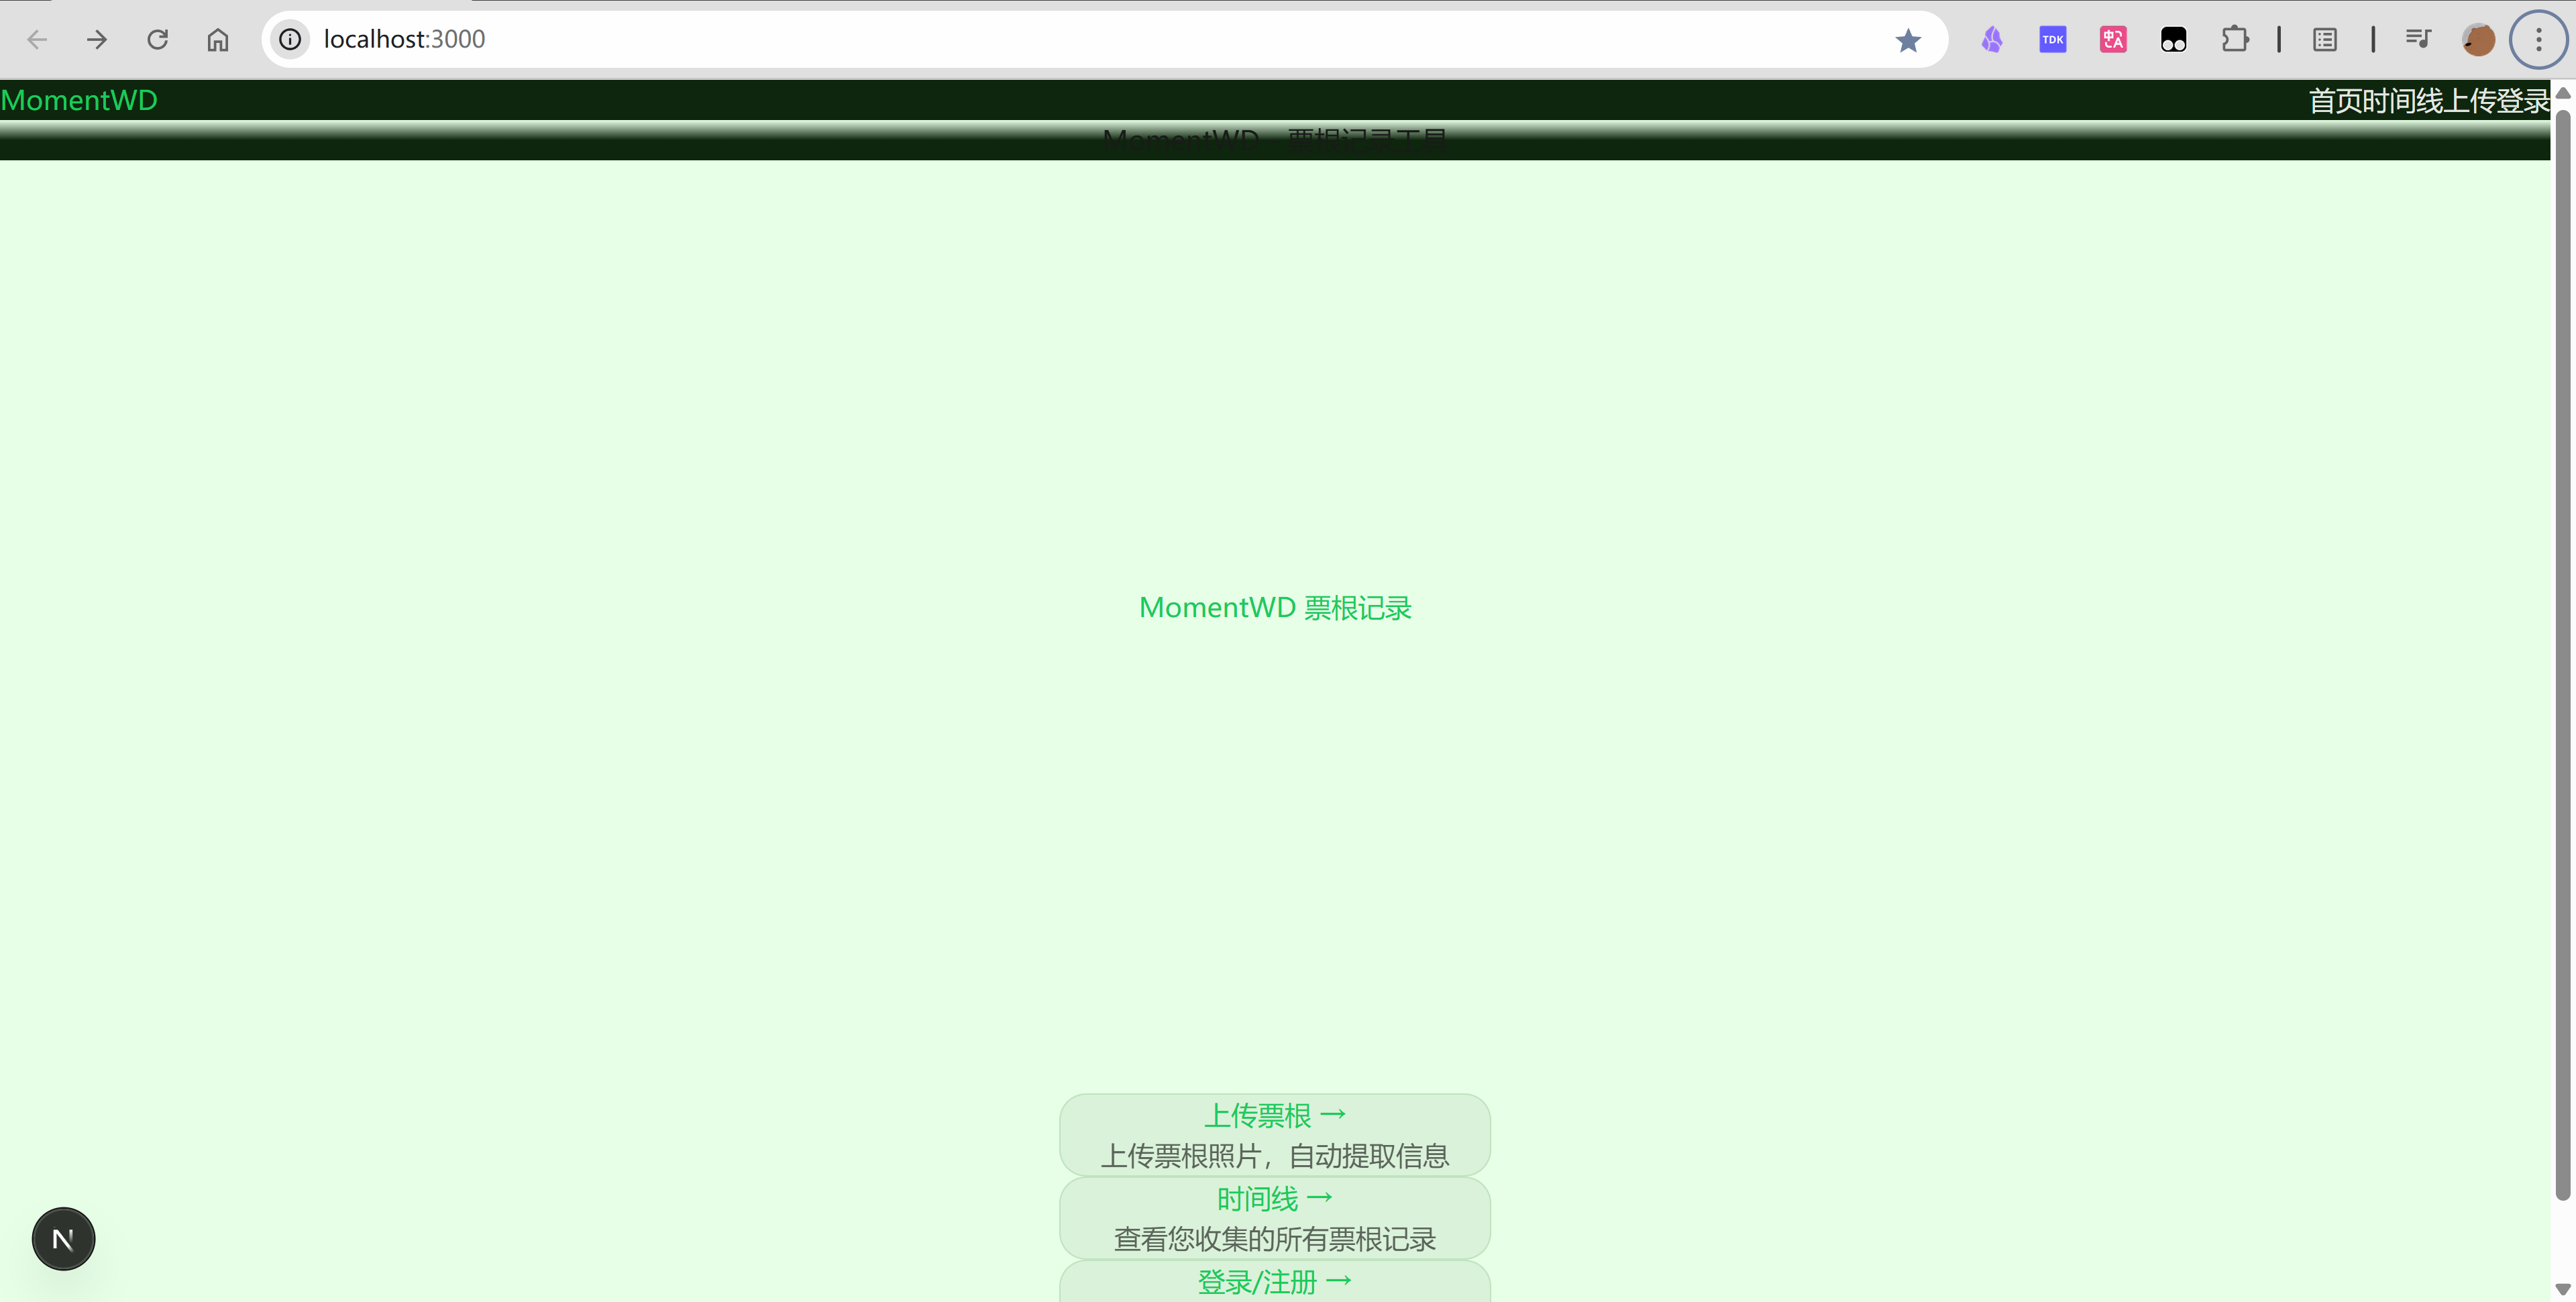 localhost:3000
TDK
MomentWD
首页时间线上传登录
MomentWD - 票根记录工具
MomentWD 票根记录
上传票根 →
上传票根照片，自动提取信息
时间线 →
查看您收集的所有票根记录
登录/注册 →
N